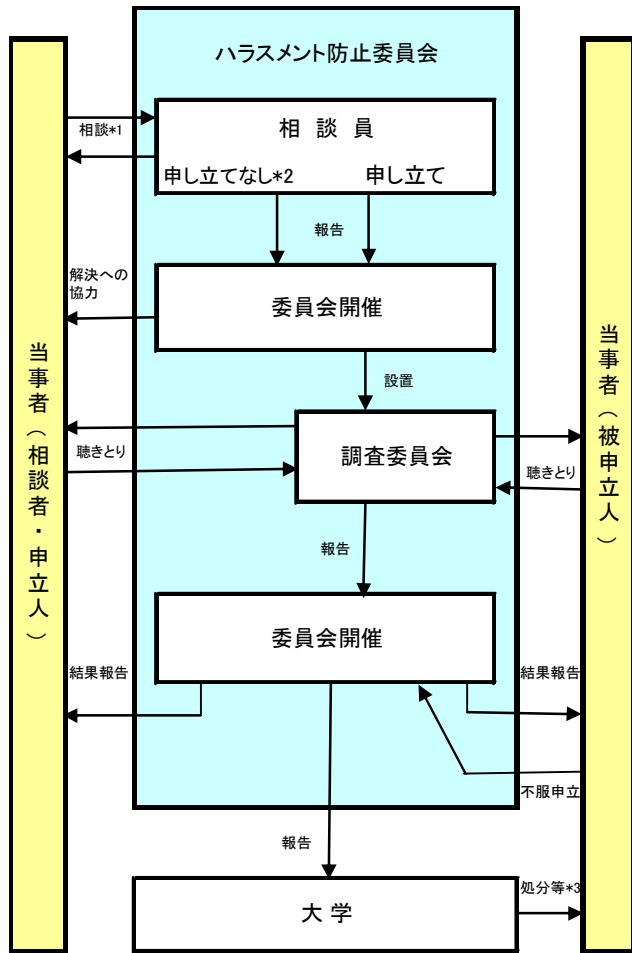 ハラスメント防止委員会
相 談 員
相談*1
申し立てなし*2 申し立て
報告
解決への
協力
委員会開催
設置
当事者（相談者・申立人）
当事者（被申立人）
調査委員会
聴きとり
聴きとり
報告
委員会開催
結果報告
結果報告
不服申立
報告
大 学
処分等*3